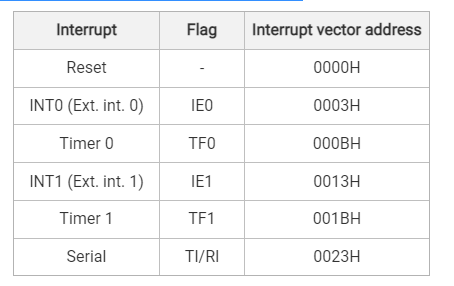 Interrupt Flag Interrupt vector address
Reset - 0000H
INT0 (Ext. int. 0) IE0 0003H
Timer 0 TF0 000BH
INT1 (Ext. int. 1) IE1 0013H
Timer 1 TF1 001BH
Serial TI/RI 0023H